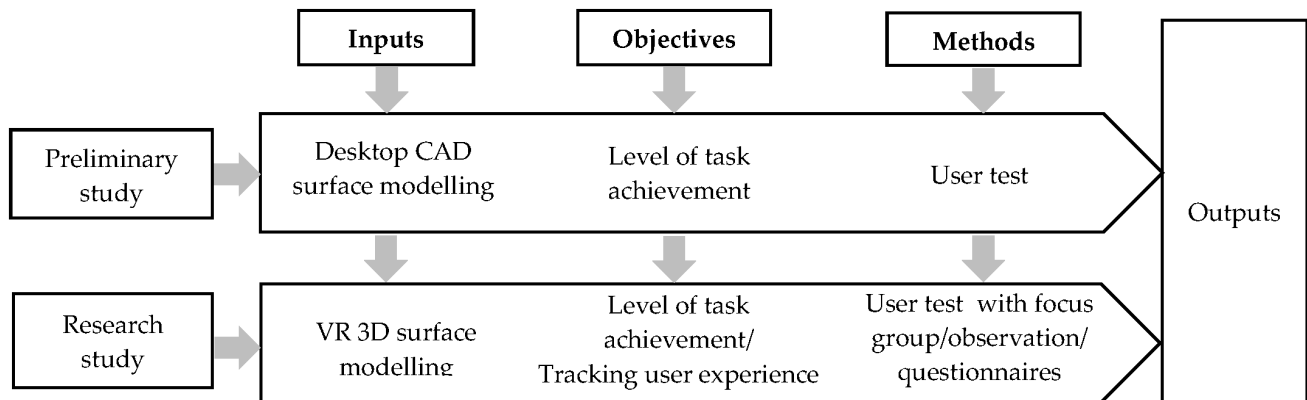 Inputs
Objectives
Methods
Preliminary
study
Desktop CAD
surface modelling
Level of task
achievement
User test
Outputs
Research
study
VR 3D surface
modelling
Level of task
achievement/
Tracking user experience
User test with focus
group/observation/
questionnaires